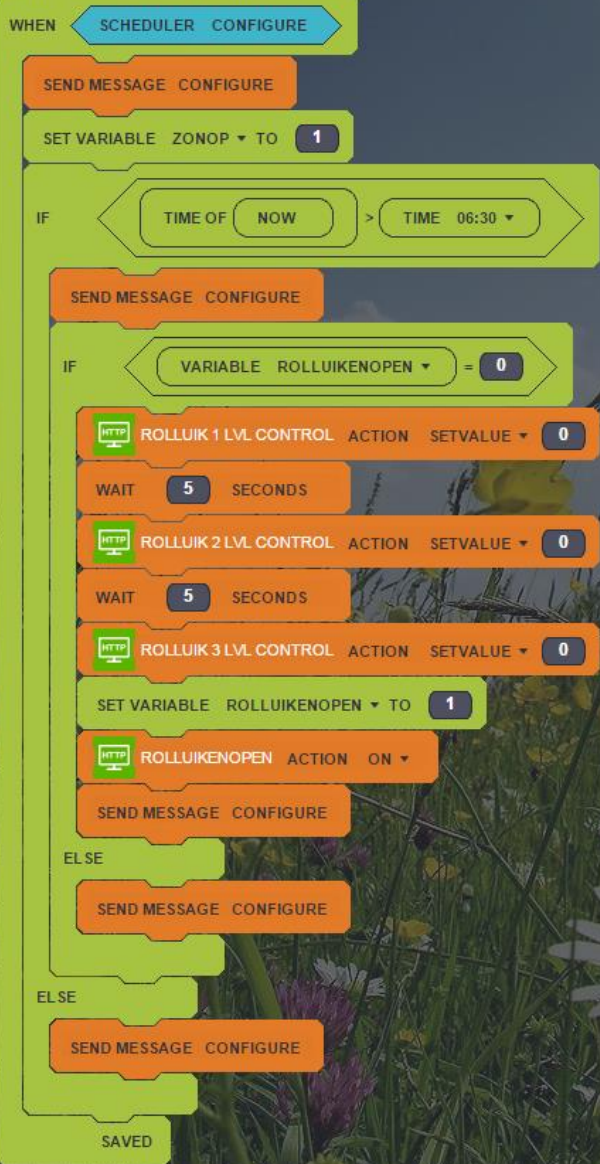 WHEN SCHEDULER CONFIGURE
SEND MESSAGE CONFIGURE
SET VARIABLE ZONOP TO 1
IF TIME OF NOW > TIME 06:30
SEND MESSAGE CONFIGURE
IF VARIABLE ROLLUIKENOPEN = 0
HTTP ROLLUIK 1 LVL CONTROL ACTION SETVALUE 0
WAIT 5 SECONDS
HTTP ROLLUIK 2 LVL CONTROL ACTION SETVALUE 0
WAIT 5 SECONDS
HTTP ROLLUIK 3 LVL CONTROL ACTION SETVALUE 0
SET VARIABLE ROLLUIKENOPEN TO 1
HTTP ROLLUIKENOPEN ACTION ON
SEND MESSAGE CONFIGURE
ELSE
SEND MESSAGE CONFIGURE
ELSE
SEND MESSAGE CONFIGURE
SAVED